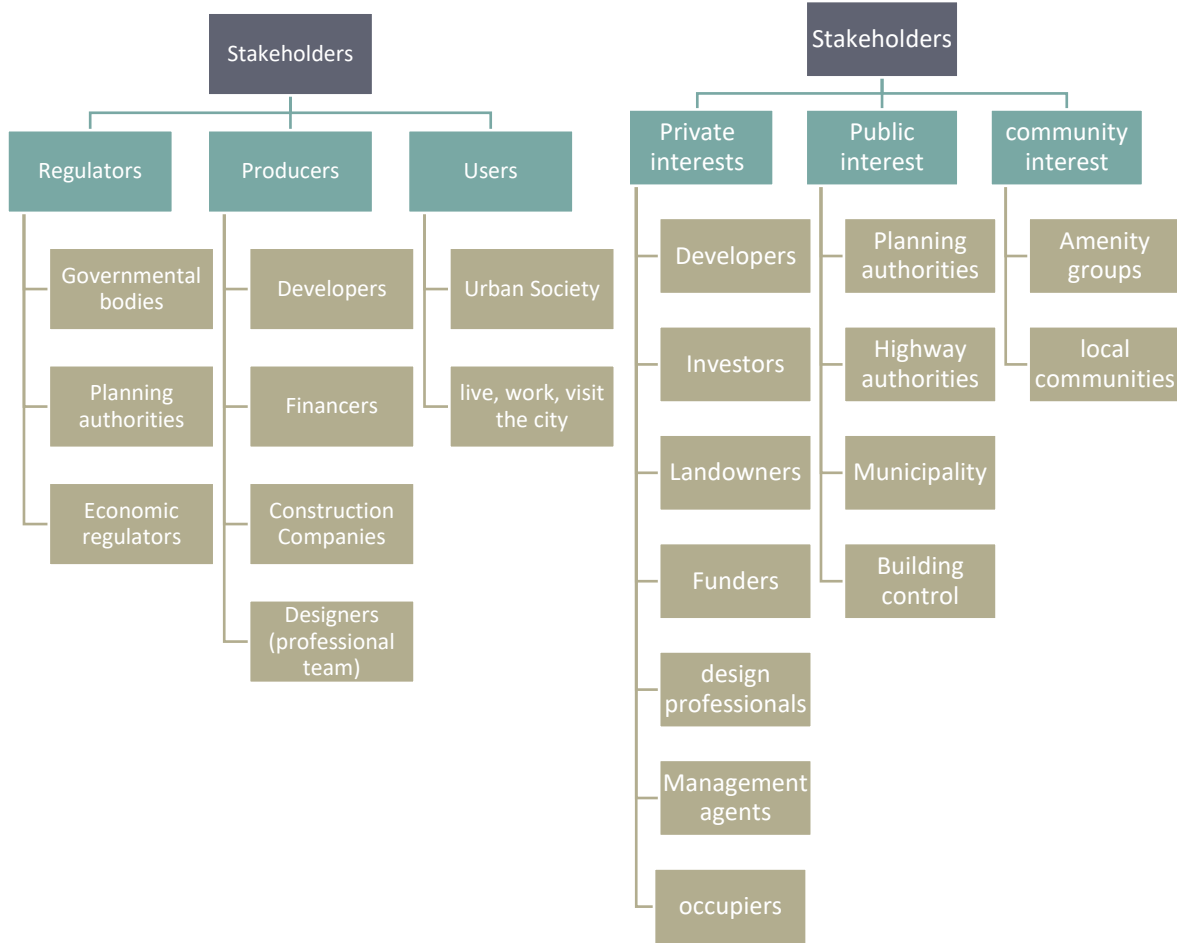 Stakeholders
Regulators
Governmental
bodies
Planning
authorities
Economic
regulators
Producers
Developers
Financers
Construction
Companies
Designers
(professional
team)
Users
Urban Society
live, work, visit
the city
Stakeholders
Private
interests
Developers
Investors
Landowners
Funders
design
professionals
Management
agents
occupiers
Public
interest
Planning
authorities
Highway
authorities
Municipality
Building
control
community
interest
Amenity
groups
local
communities